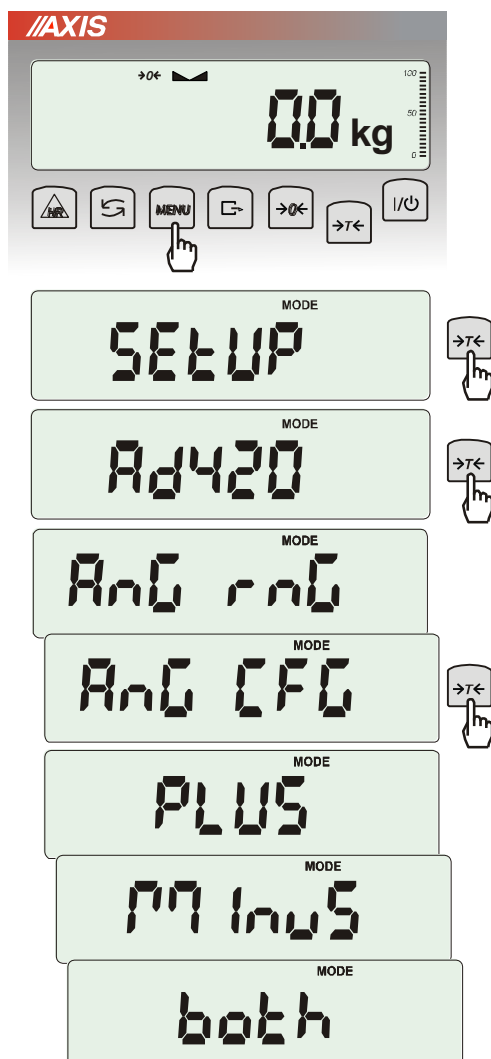 //AXIS
→0← 100
50
0.0 kg
0
HR MENU →0← →T← I/⏻
MODE
SEtUP →T←
MODE
Ad420 →T←
MODE
AnG rnG
MODE
AnG CFG →T←
MODE
PLUS
MODE
MInuS
MODE
both